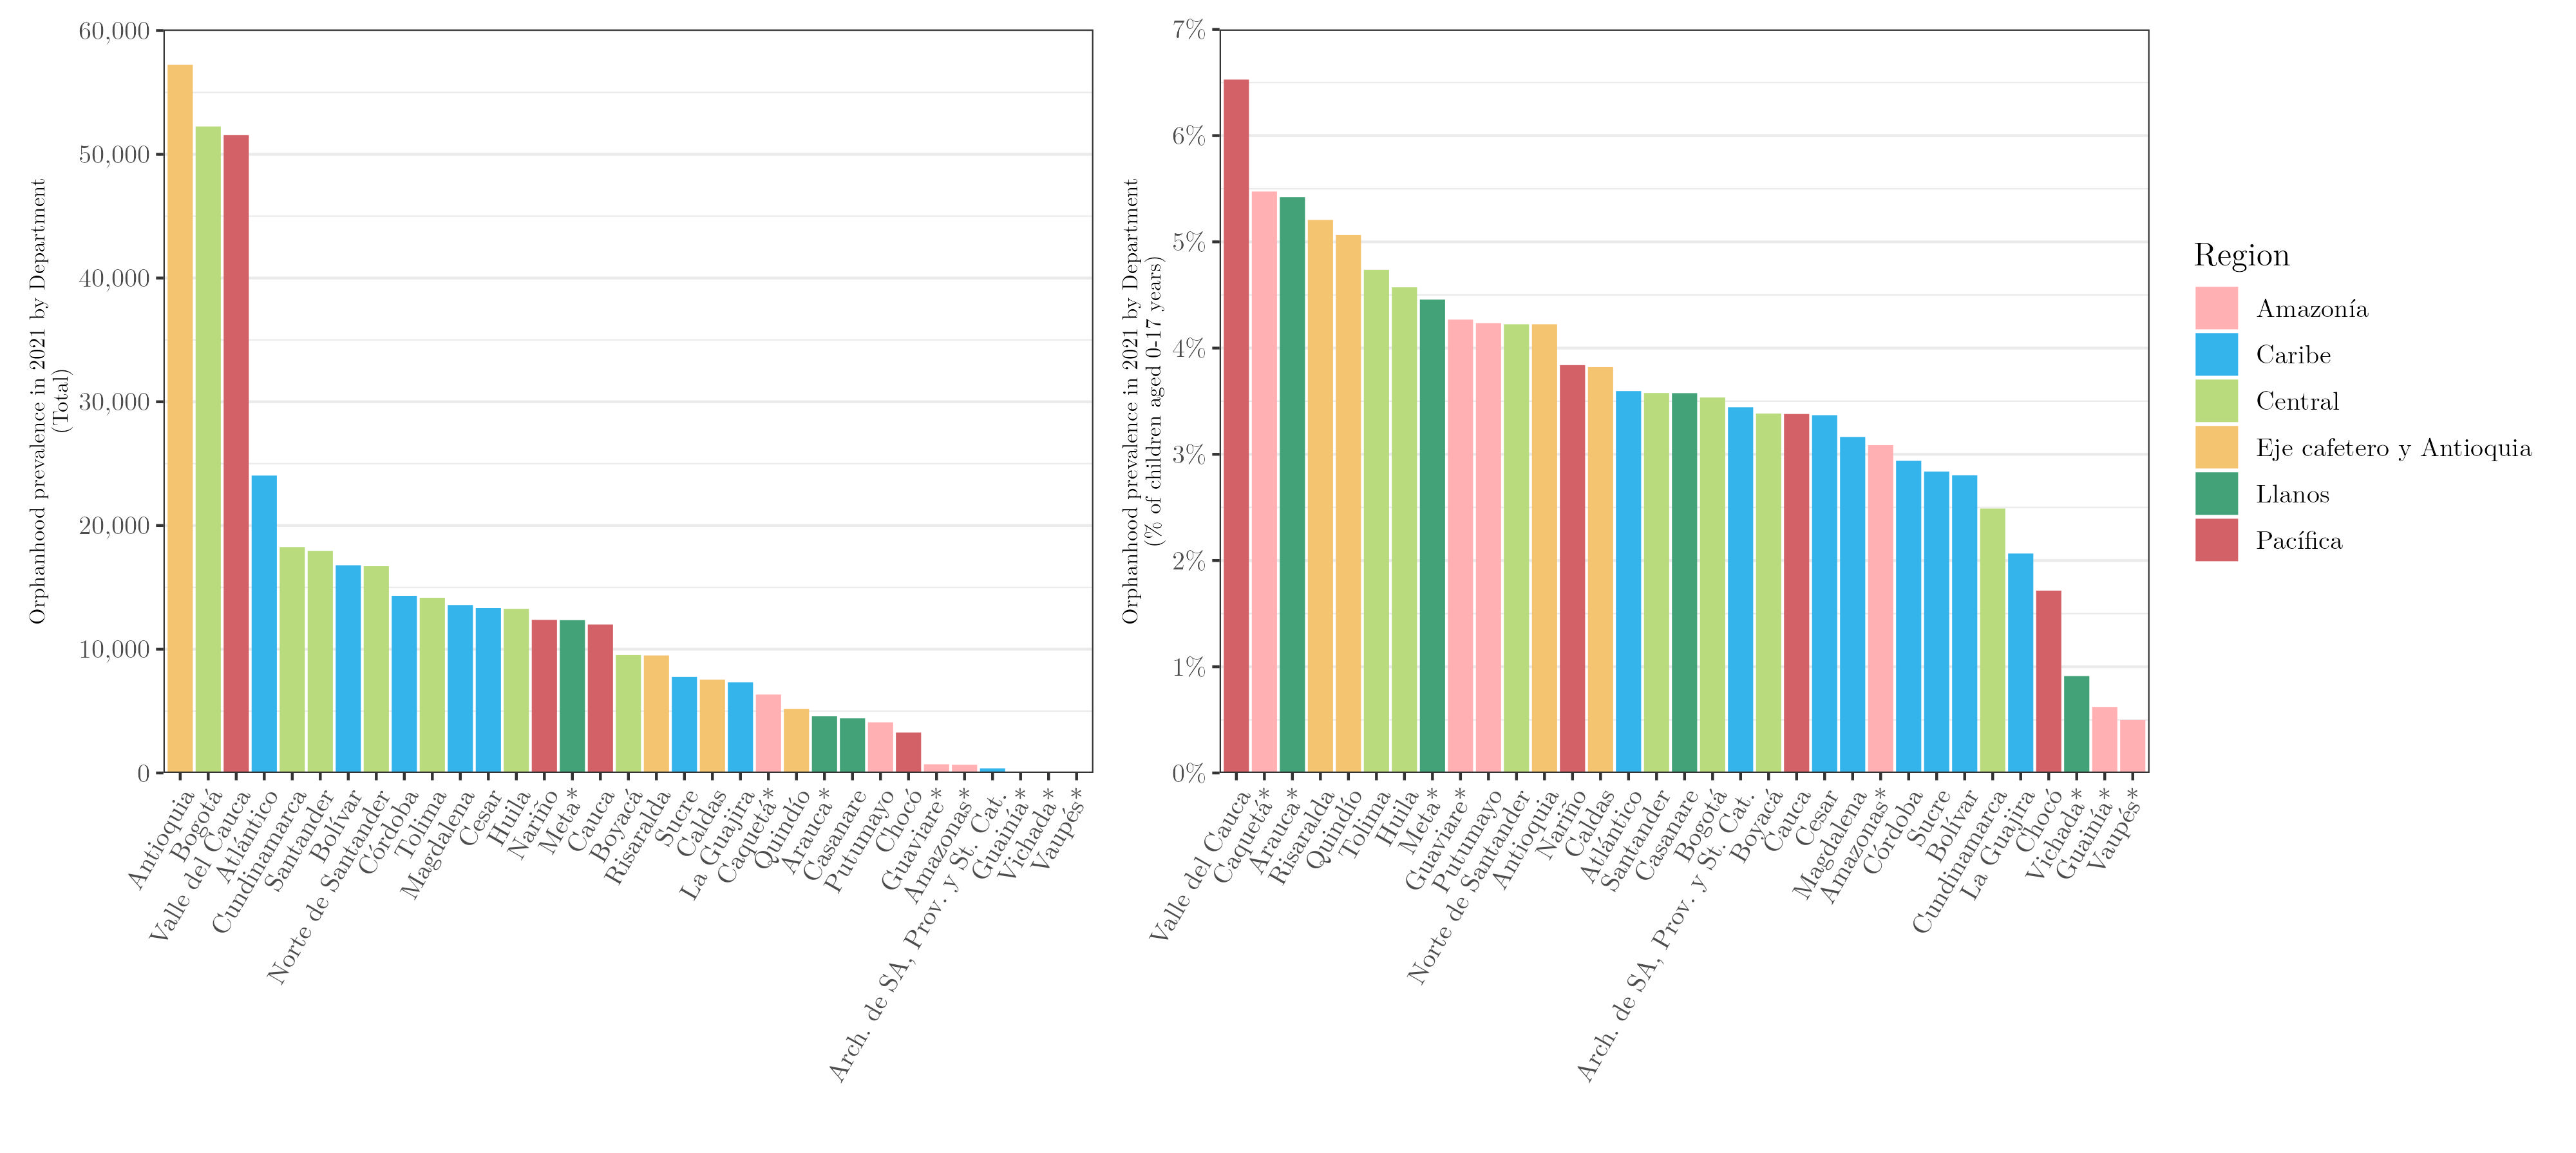 Orphanhood prevalence in 2021 by Department
(Total)
60,000
50,000
40,000
30,000
20,000
10,000
0
Antioquia
Bogotá
Valle del Cauca
Atlántico
Cundinamarca
Santander
Bolívar
Norte de Santander
Córdoba
Tolima
Magdalena
Cesar
Huila
Nariño
Meta*
Cauca
Boyacá
Risaralda
Sucre
Caldas
La Guajira
Caquetá*
Quindío
Arauca*
Casanare
Putumayo
Chocó
Guaviare*
Amazonas*
Arch. de SA, Prov. y St. Cat.
Guainía*
Vichada*
Vaupés*
Orphanhood prevalence in 2021 by Department
(% of children aged 0-17 years)
7%
6%
5%
4%
3%
2%
1%
0%
Valle del Cauca
Caquetá*
Arauca*
Risaralda
Quindío
Tolima
Huila
Meta*
Guaviare*
Putumayo
Norte de Santander
Antioquia
Nariño
Caldas
Atlántico
Santander
Casanare
Bogotá
Arch. de SA, Prov. y St. Cat.
Boyacá
Cauca
Cesar
Magdalena
Amazonas*
Córdoba
Sucre
Bolívar
Cundinamarca
La Guajira
Chocó
Vichada*
Guainía*
Vaupés*
Region
Amazonía
Caribe
Central
Eje cafetero y Antioquia
Llanos
Pacífica